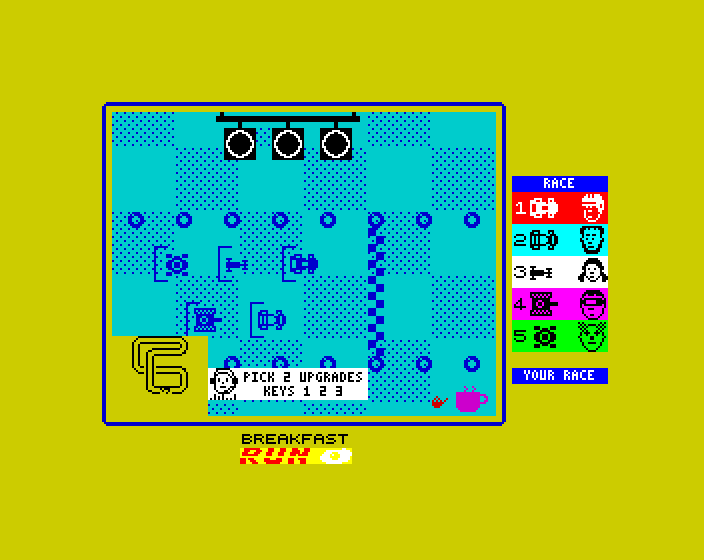 RACE
1
2
3
4
5
YOUR RACE
PICK 2 UPGRADES
KEYS 1 2 3
BREAKFAST
RUN